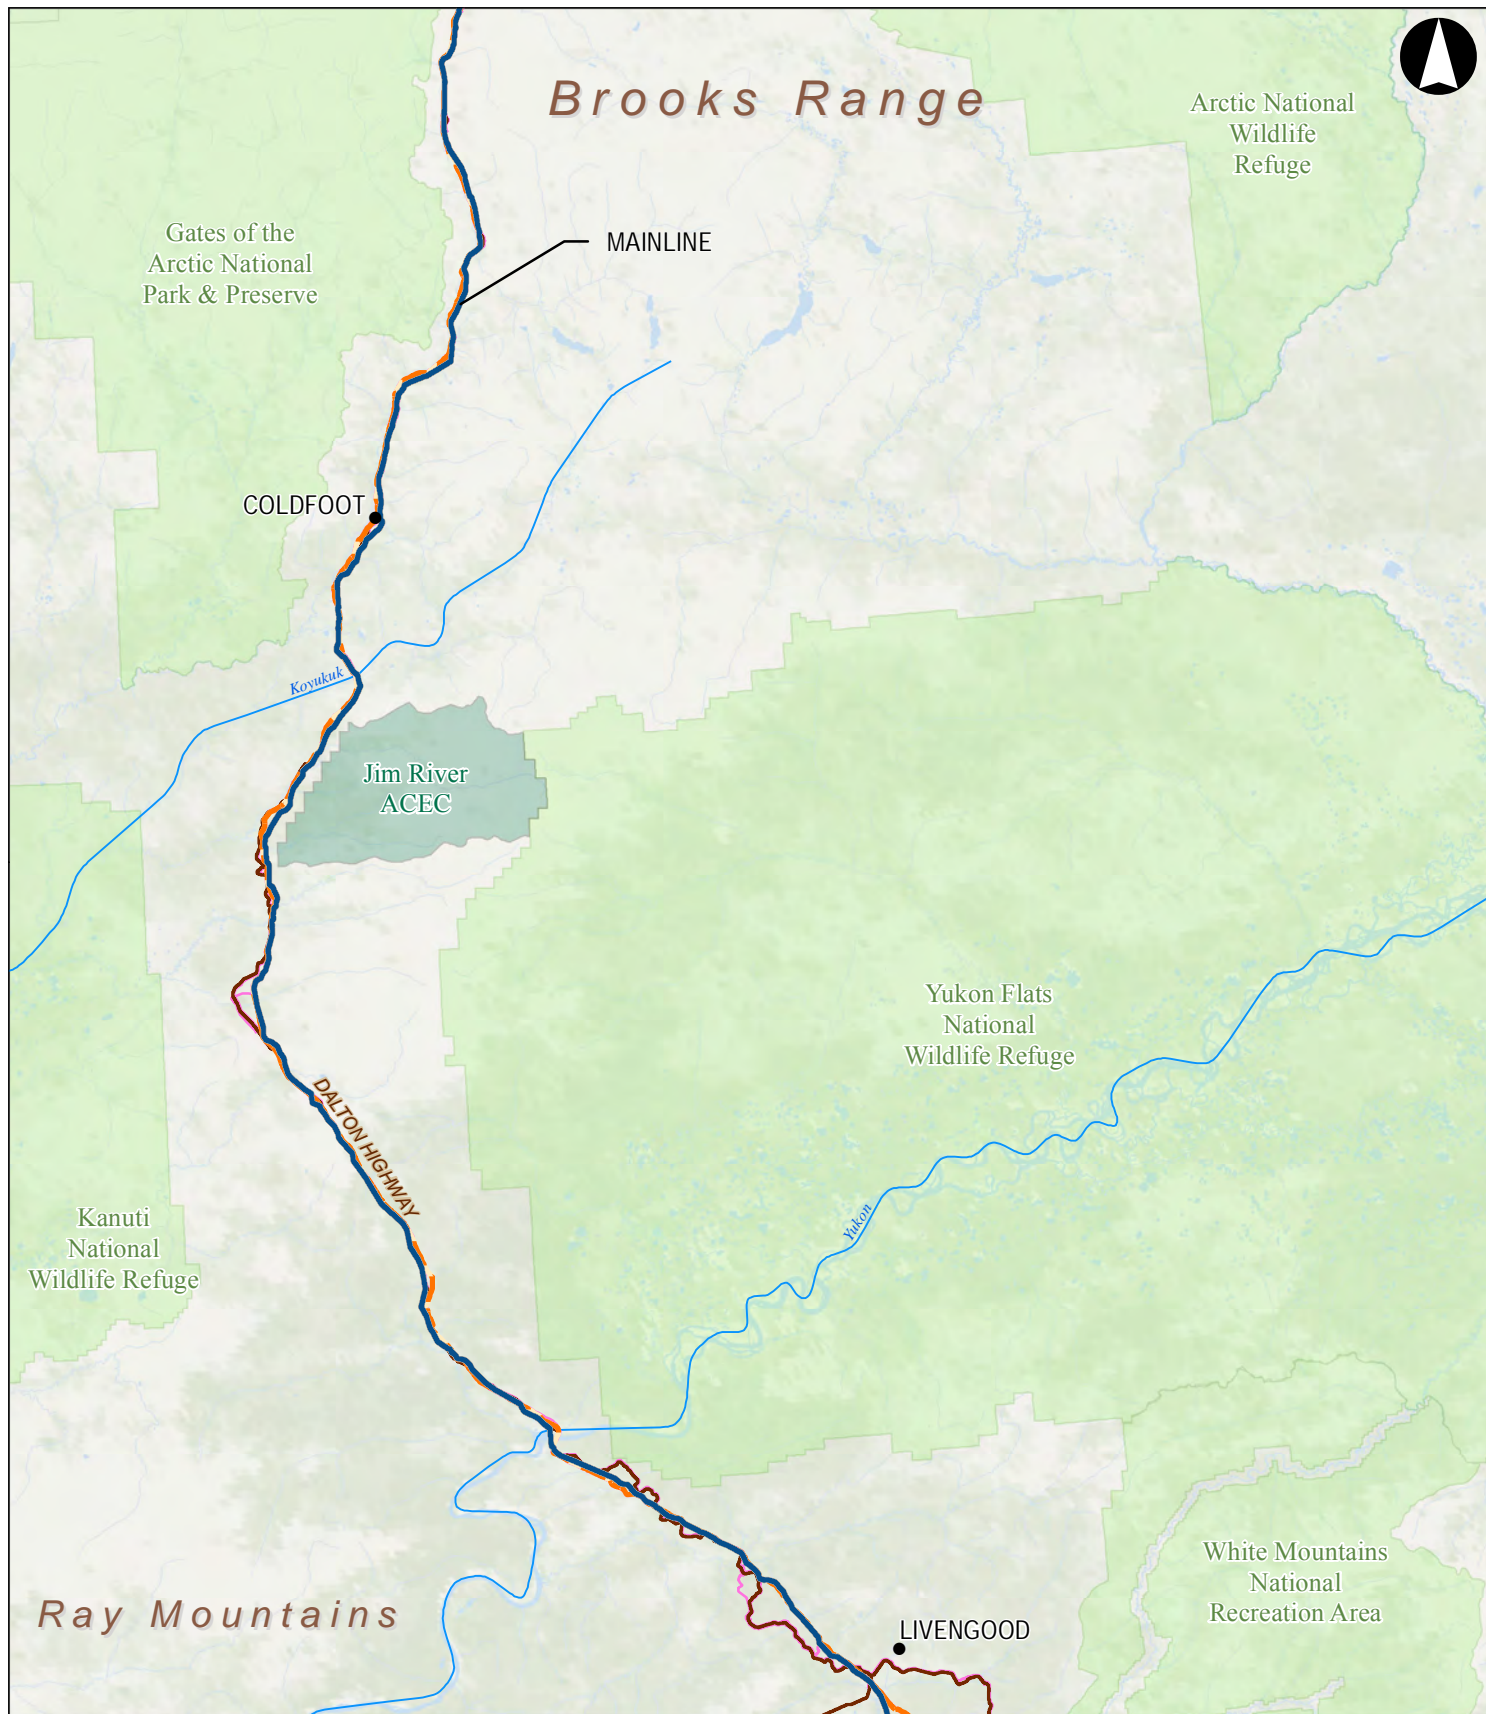 Brooks Range
Arctic National
Wildlife
Refuge
Gates of the
Arctic National
Park & Preserve
MAINLINE
COLDFOOT
Koyukuk
Jim River
ACEC
Yukon Flats
National
Wildlife Refuge
DALTON HIGHWAY
Kanuti
National
Wildlife Refuge
Yukon
White Mountains
National
Recreation Area
Ray Mountains
LIVENGOOD